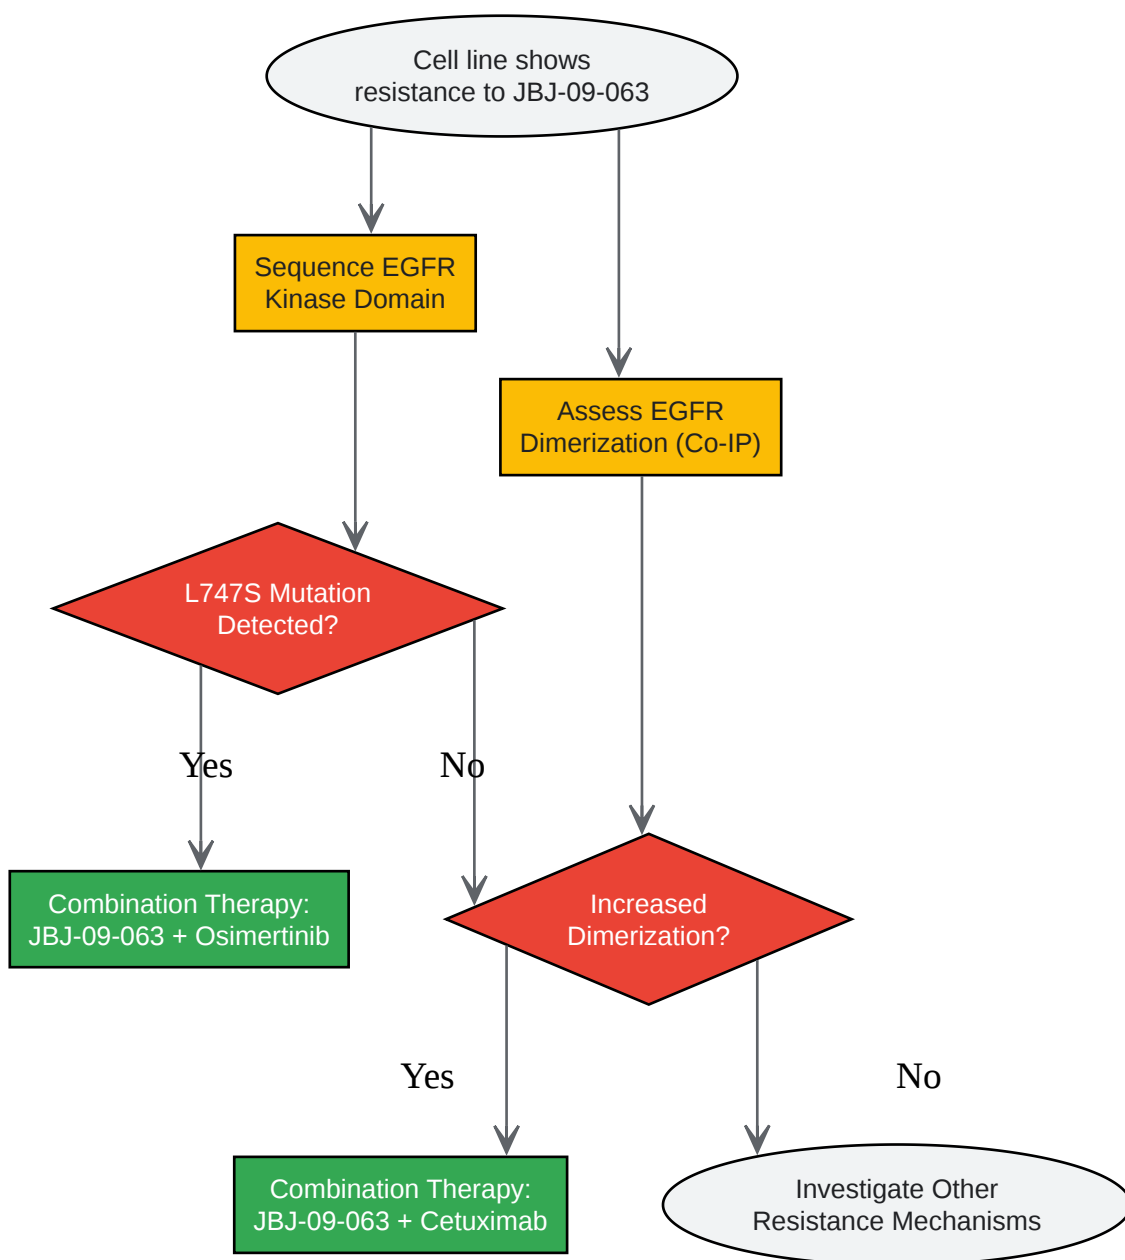 Cell line shows
resistance to JBJ-09-063
Sequence EGFR
Kinase Domain
Assess EGFR
Dimerization (Co-IP)
L747S Mutation
Detected?
Yes
No
Combination Therapy:
JBJ-09-063 + Osimertinib
Increased
Dimerization?
Yes
No
Combination Therapy:
JBJ-09-063 + Cetuximab
Investigate Other
Resistance Mechanisms